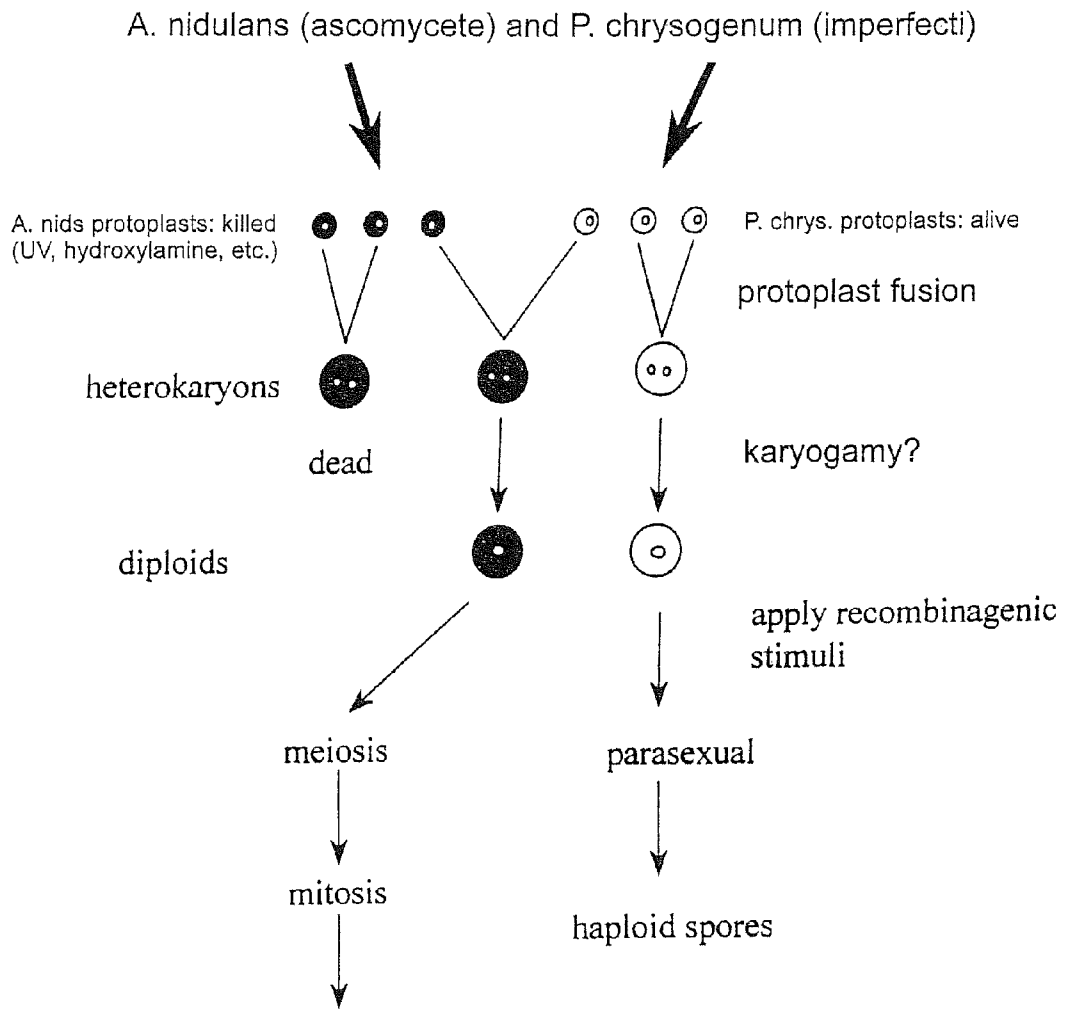 A. nidulans (ascomycete) and P. chrysogenum (imperfecti)
A. nids protoplasts: killed
(UV, hydroxylamine, etc.)
P. chrys. protoplasts: alive
protoplast fusion
heterokaryons
dead
karyogamy?
diploids
apply recombinagenic
stimuli
meiosis
parasexual
mitosis
haploid spores